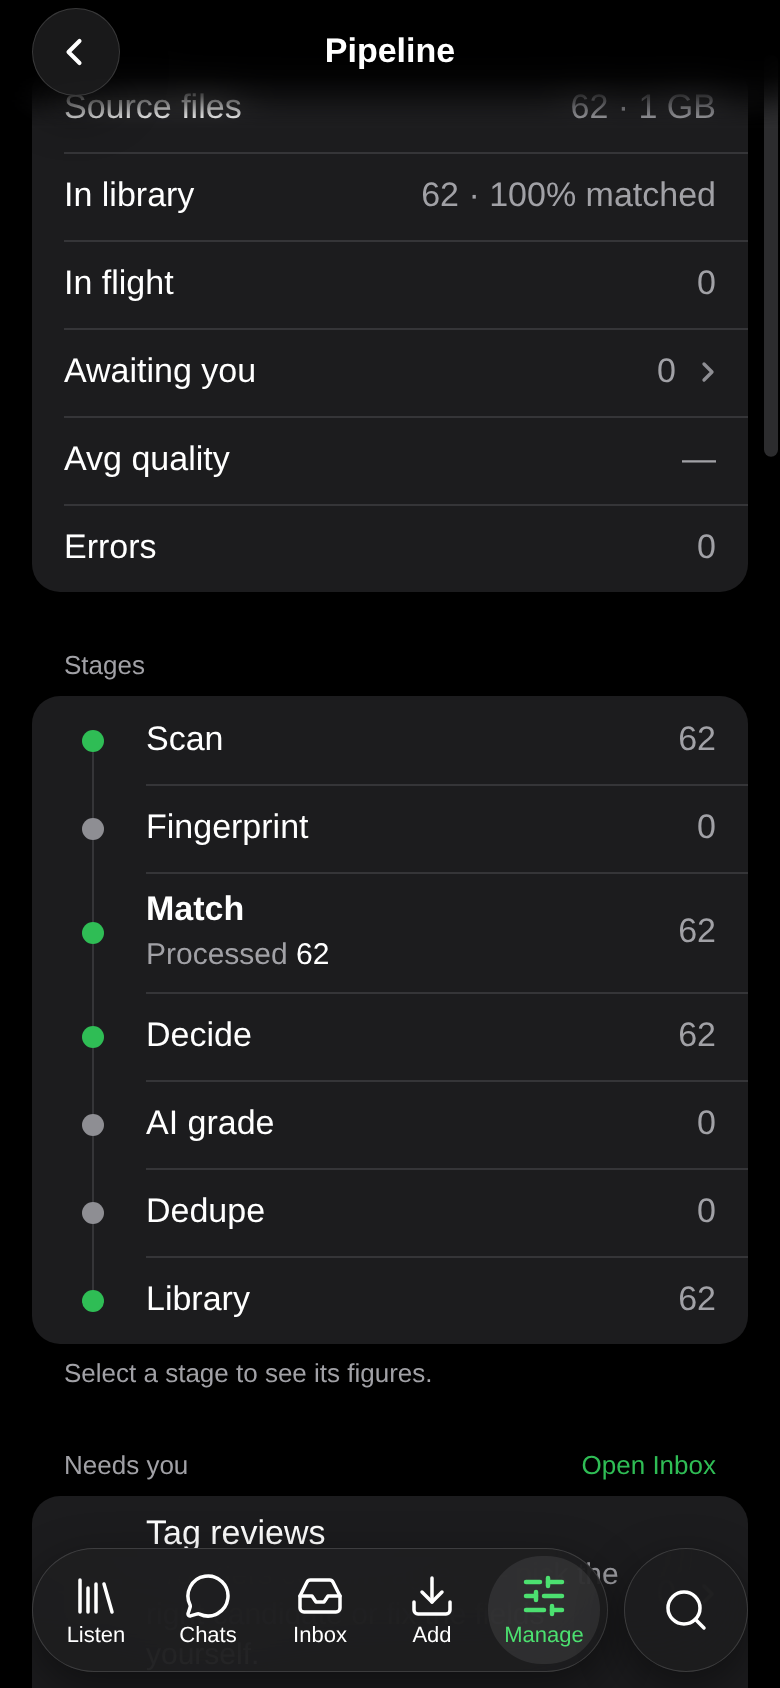 Pipeline
Source files 62 · 1 GB
In library 62 · 100% matched
In flight 0
Awaiting you 0
Avg quality —
Errors 0
Stages
Scan 62
Fingerprint 0
Match
Processed 62
62
Decide 62
AI grade 0
Dedupe 0
Library 62
Select a stage to see its figures.
Needs you Open Inbox
Tag reviews
the
yourself.
Listen Chats Inbox Add Manage